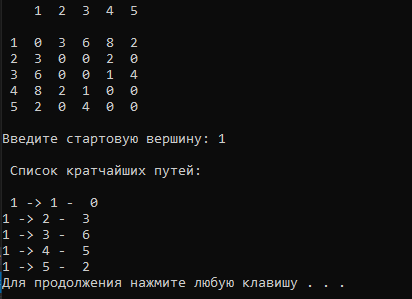 1 2 3 4 5
1 0 3 6 8 2
2 3 0 0 2 0
3 6 0 0 1 4
4 8 2 1 0 0
5 2 0 4 0 0
Введите стартовую вершину: 1
Список кратчайших путей:
1 -> 1 - 0
1 -> 2 - 3
1 -> 3 - 6
1 -> 4 - 5
1 -> 5 - 2
Для продолжения нажмите любую клавишу . . .